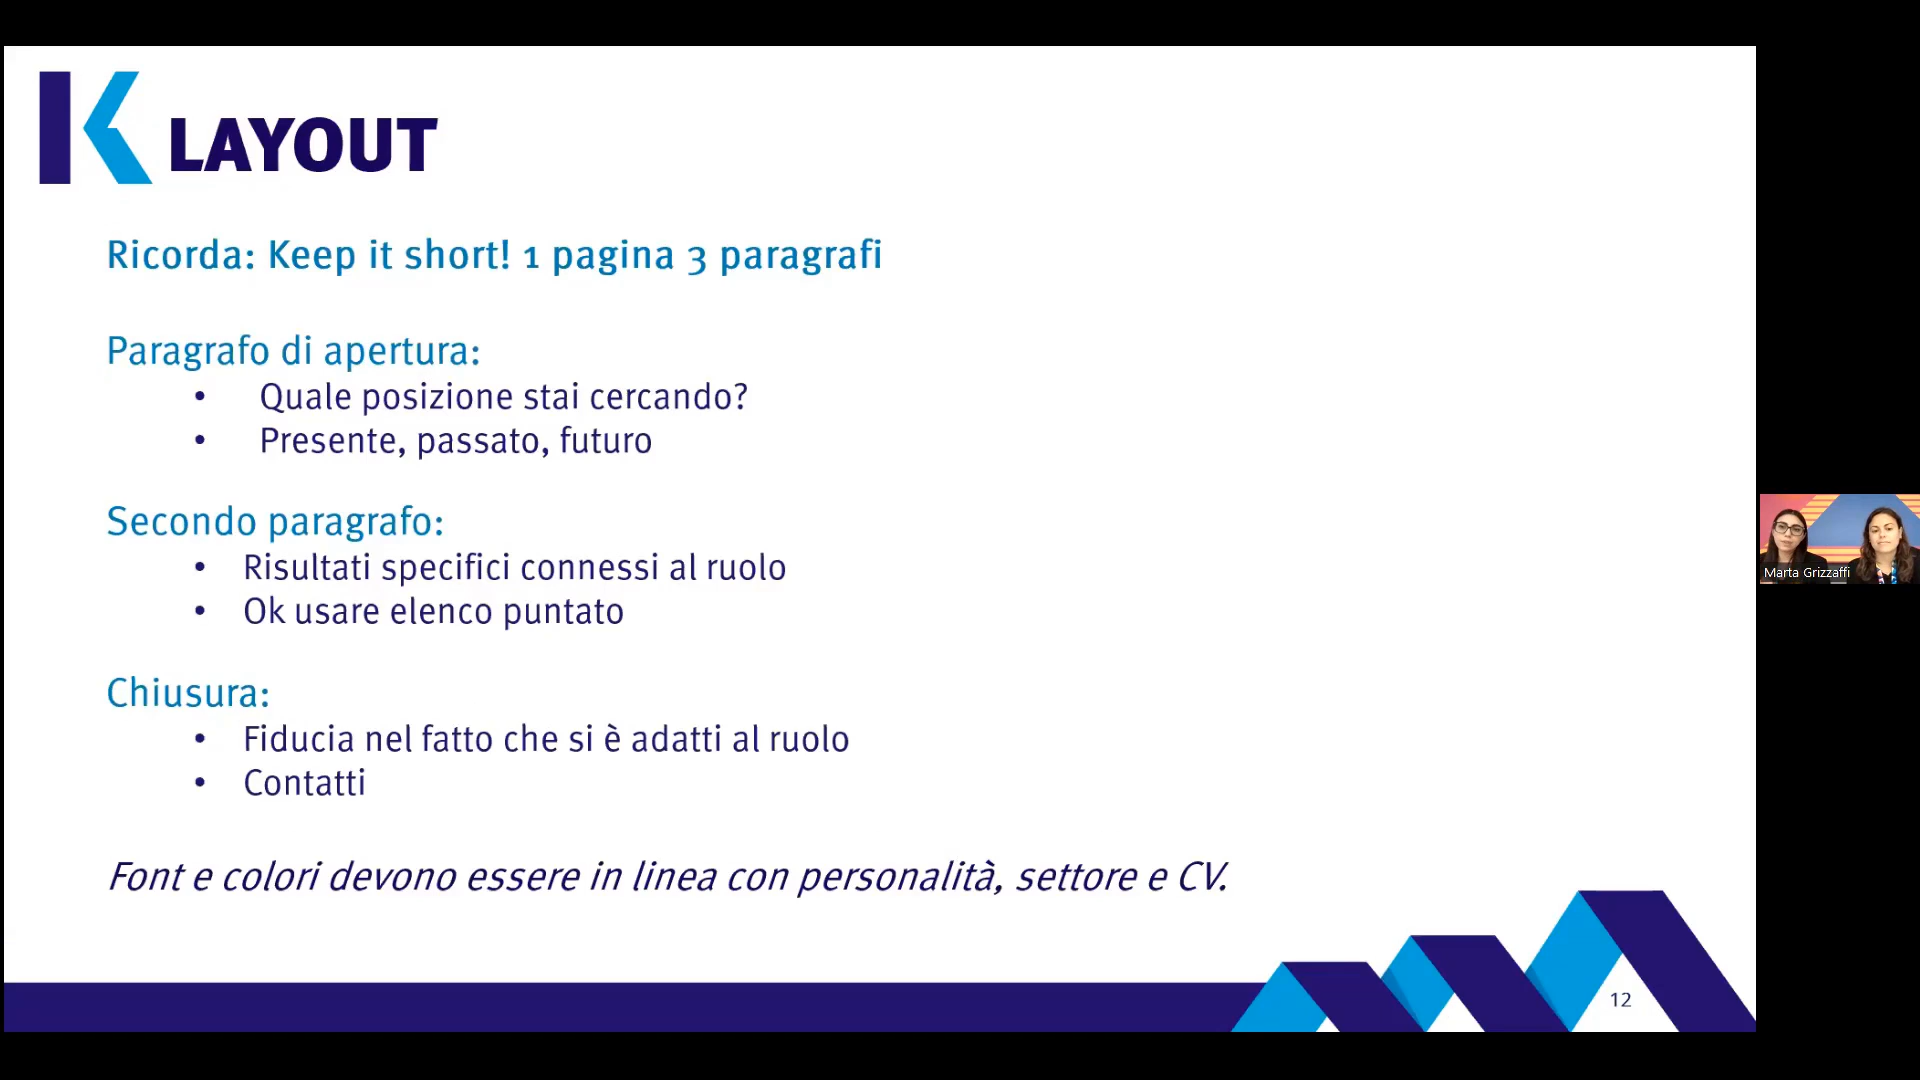 K LAYOUT
Ricorda: Keep it short! 1 pagina 3 paragrafi
Paragrafo di apertura:
• Quale posizione stai cercando?
• Presente, passato, futuro
Secondo paragrafo:
• Risultati specifici connessi al ruolo
• Ok usare elenco puntato
Chiusura:
• Fiducia nel fatto che si è adatti al ruolo
• Contatti
Font e colori devono essere in linea con personalità, settore e CV.
12
Marta Grizzaffi